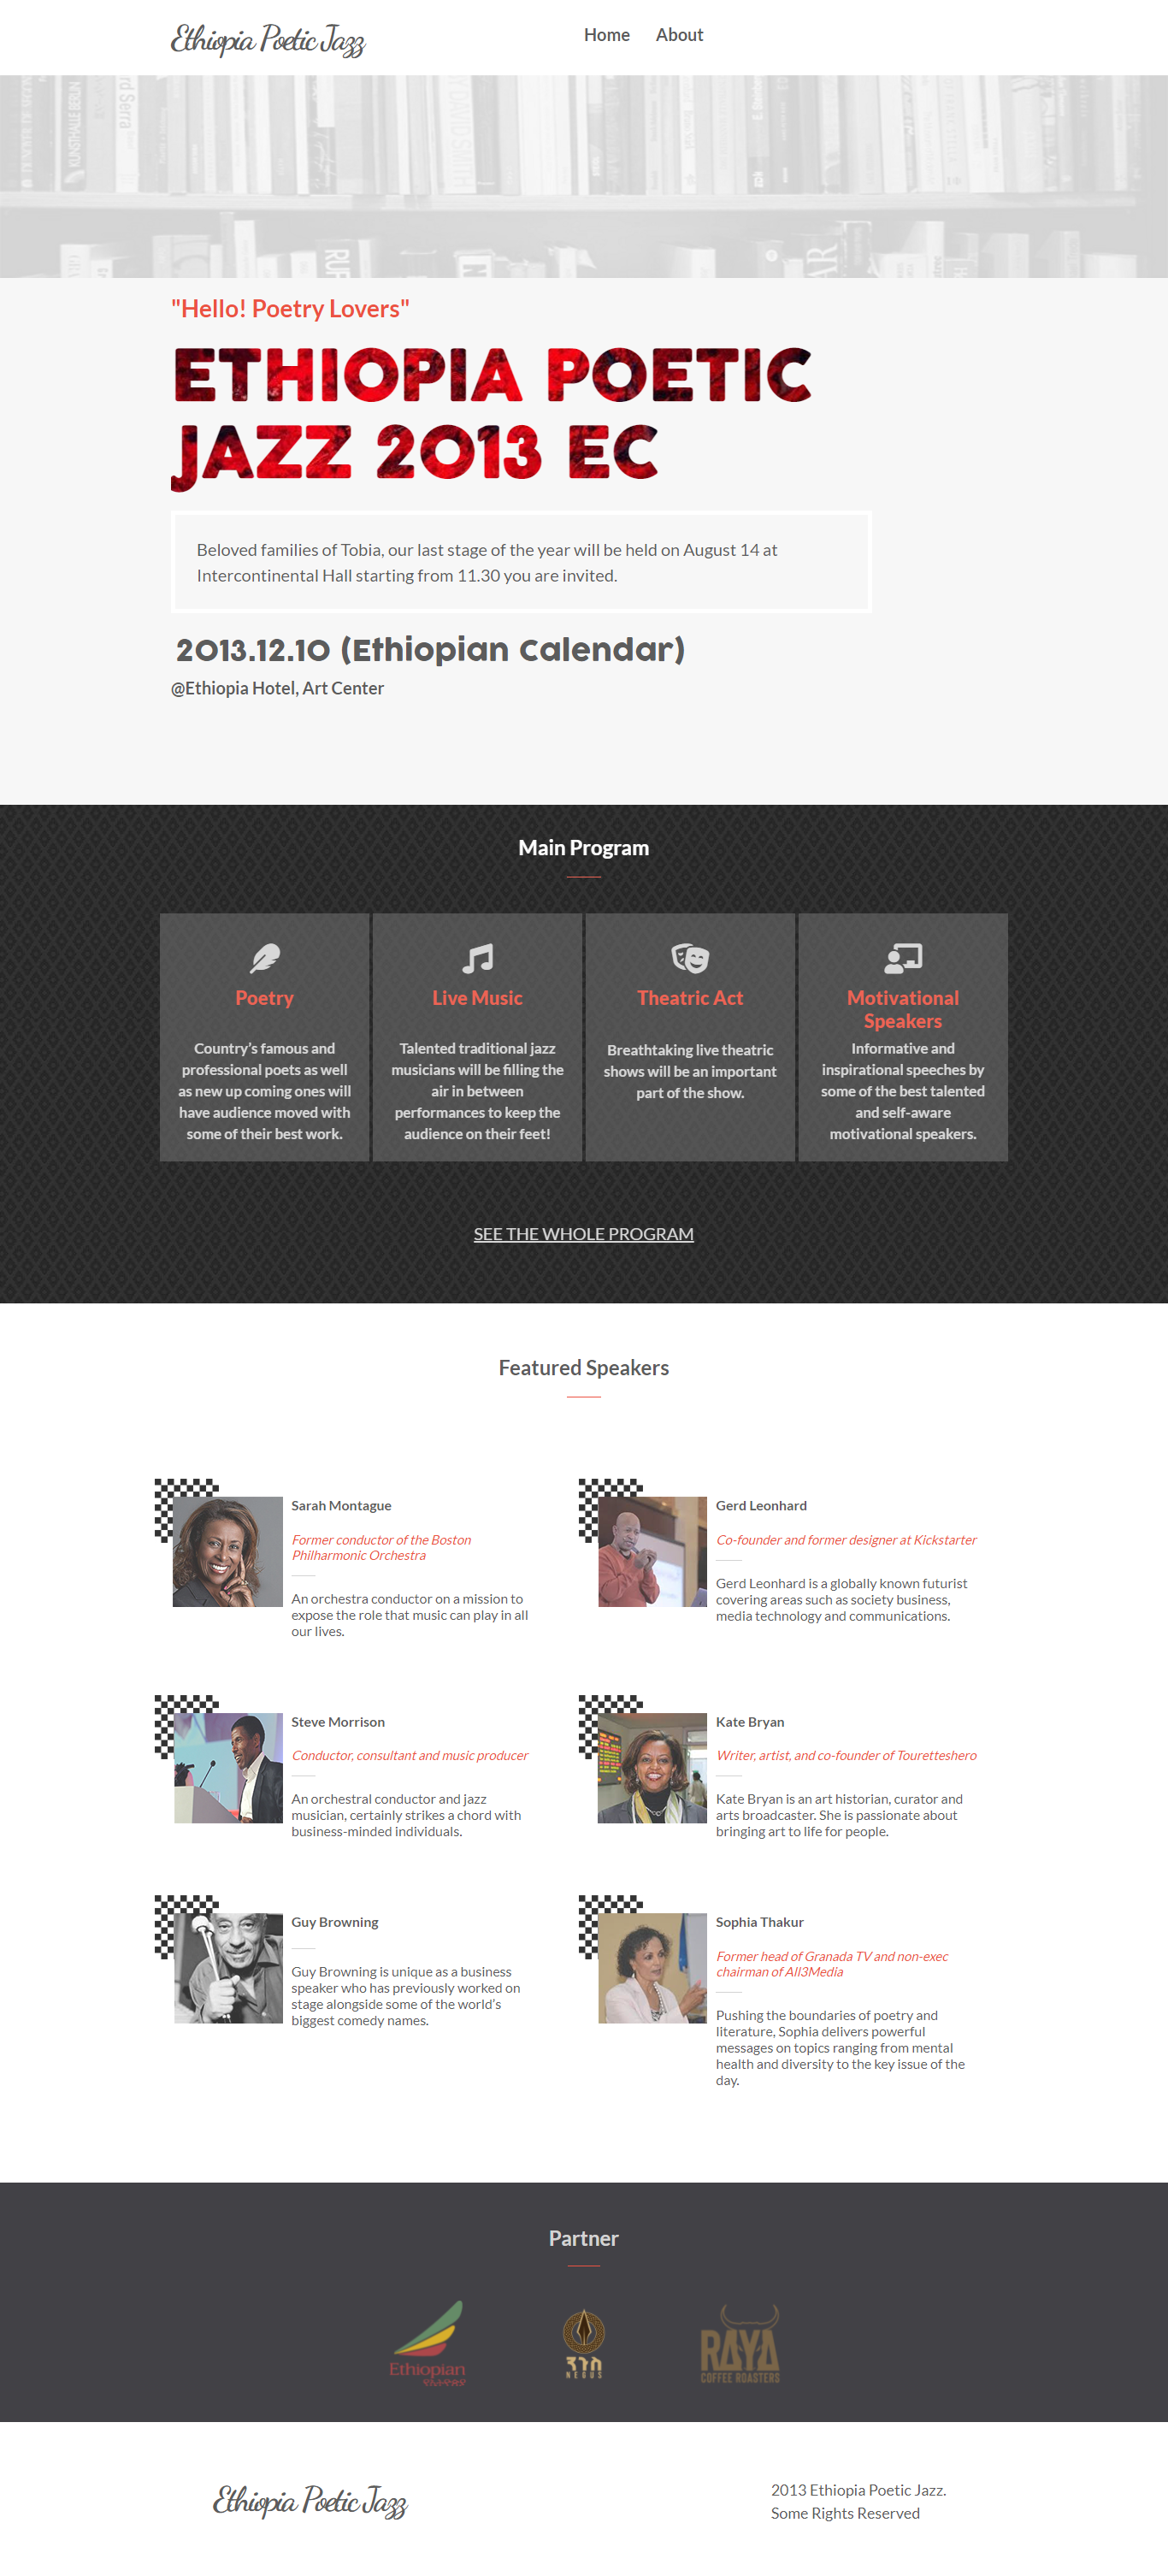 Ethiopia Poetic Jazz
Home About
KUNSTHALLE BERLIN
d Serra
"Hello! Poetry Lovers"
ETHIOPIA POETIC
JAZZ 2013 EC
Beloved families of Tobia, our last stage of the year will be held on August 14 at
Intercontinental Hall starting from 11.30 you are invited.
2013.12.10 (Ethiopian Calendar)
@Ethiopia Hotel, Art Center
Main Program
Poetry
Country's famous and
professional poets as well
as new up coming ones will
have audience moved with
some of their best work.
Live Music
Talented traditional jazz
musicians will be filling the
air in between
performances to keep the
audience on their feet!
Theatric Act
Breathtaking live theatric
shows will be an important
part of the show.
Motivational
Speakers
Informative and
inspirational speeches by
some of the best talented
and self-aware
motivational speakers.
SEE THE WHOLE PROGRAM
Featured Speakers
Sarah Montague
Former conductor of the Boston
Philharmonic Orchestra
An orchestra conductor on a mission to
expose the role that music can play in all
our lives.
Gerd Leonhard
Co-founder and former designer at Kickstarter
Gerd Leonhard is a globally known futurist
covering areas such as society business,
media technology and communications.
Steve Morrison
Conductor, consultant and music producer
An orchestral conductor and jazz
musician, certainly strikes a chord with
business-minded individuals.
Kate Bryan
Writer, artist, and co-founder of Touretteshero
Kate Bryan is an art historian, curator and
arts broadcaster. She is passionate about
bringing art to life for people.
Guy Browning
Guy Browning is unique as a business
speaker who has previously worked on
stage alongside some of the world's
biggest comedy names.
Sophia Thakur
Former head of Granada TV and non-exec
chairman of All3Media
Pushing the boundaries of poetry and
literature, Sophia delivers powerful
messages on topics ranging from mental
health and diversity to the key issue of the
day.
Partner
Ethiopian
የኢትዮጵያ
ንጉስ
NEGUS
RAYA
COFFEE ROASTERS
Ethiopia Poetic Jazz
2013 Ethiopia Poetic Jazz.
Some Rights Reserved